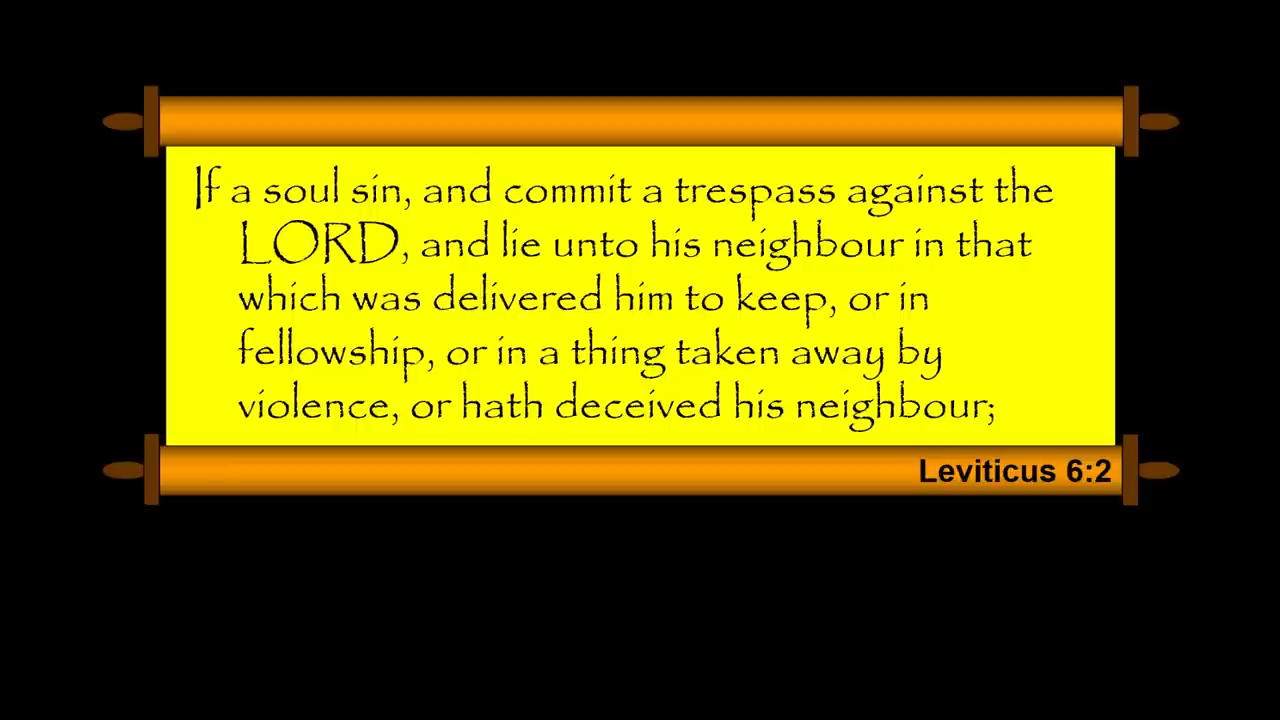 If a soul sin, and commit a trespass against the
LORD, and lie unto his neighbour in that
which was delivered him to keep, or in
fellowship, or in a thing taken away by
violence, or hath deceived his neighbour;
Leviticus 6:2